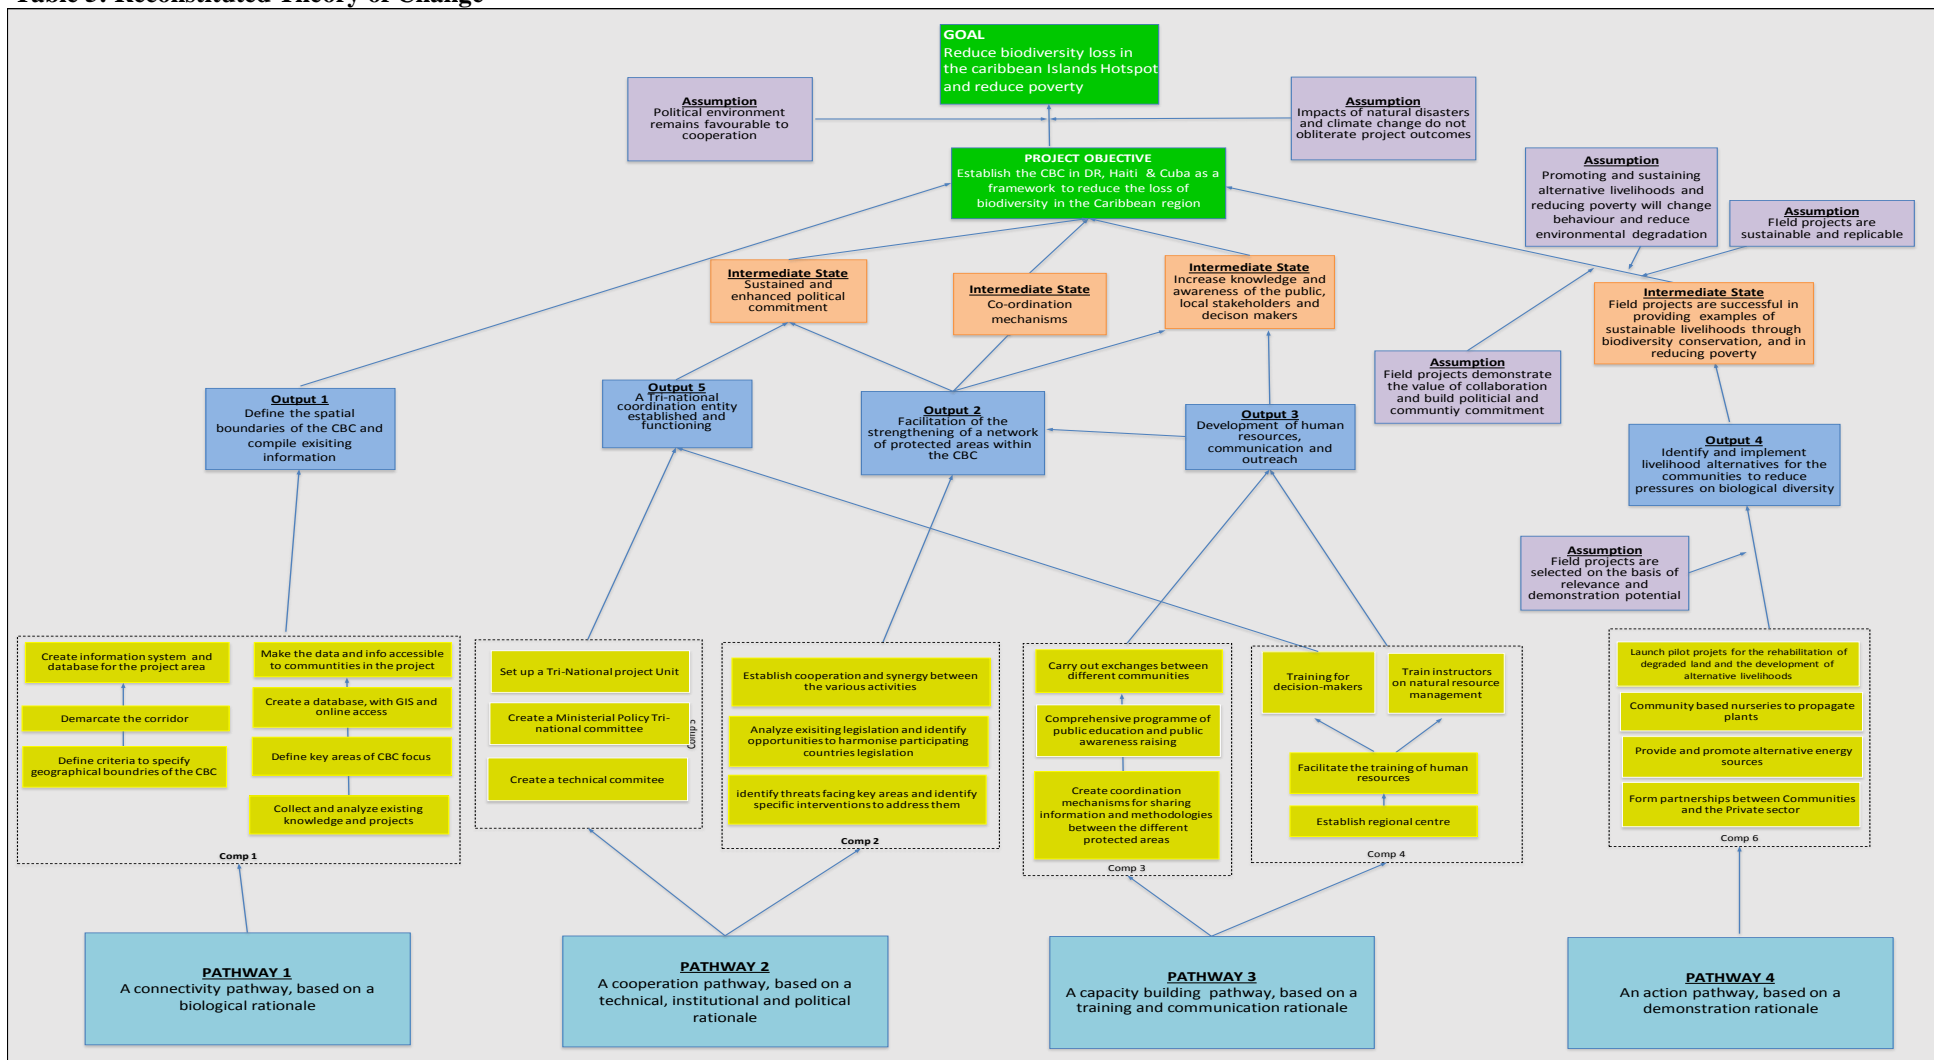 Table 3: Reconstituted Theory of Change
GOAL
Reduce biodiversity loss in
the caribbean Islands Hotspot
and reduce poverty
Assumption
Political environment
remains favourable to
cooperation
Assumption
Impacts of natural disasters
and climate change do not
obliterate project outcomes
PROJECT OBJECTIVE
Establish the CBC in DR, Haiti & Cuba as a
framework to reduce the loss of
biodiversity in the Caribbean region
Assumption
Promoting and sustaining
alternative livelihoods and
reducing poverty will change
behaviour and reduce
environmental degradation
Assumption
FIeld projects are
sustainable and replicable
Intermediate State
Sustained and
enhanced political
commitment
Intermediate State
Co-ordination
mechanisms
Intermediate State
Increase knowledge and
awareness of the public,
local stakeholders and
decison makers
Intermediate State
Field projects are successful in
providing examples of
sustainable livelihoods through
biodiversity conservation, and in
reducing poverty
Assumption
Field projects demonstrate
the value of collaboration
and build politicial and
communtiy commitment
Output 1
Define the spatial
boundaries of the CBC and
compile exisiting
information
Output 5
A Tri-national
coordination entity
established and
functioning
Output 2
Facilitation of the
strengthening of a network
of protected areas within
the CBC
Output 3
Development of human
resources,
communication and
outreach
Output 4
Identify and implement
livelihood alternatives for the
communities to reduce
pressures on biological diversity
Assumption
Field projects are
selected on the basis of
relevance and
demonstration potential
Create information system and
database for the project area
Demarcate the corridor
Define criteria to specify
geographical boundries of the CBC
Make the data and info accessible
to communtities in the project
Create a database, with GIS and
online access
Define key areas of CBC focus
Collect and analyze existing
knowledge and projects
Comp 1
Set up a Tri-National project Unit
Create a Ministerial Policy Tri-
national committee
Create a technical commitee
Comp 5
Establish cooperation and synergy between
the various activities
Analyze exisiting legislation and identify
opportunities to harmonise participating
countries legislation
identify threats facing key areas and identify
specific interventions to address them
Comp 2
Carry out exchanges between
different communities
Comprehensive programme of
public education and public
awareness raising
Create coordination
mechanisms for sharing
information and methodologies
between the different
protected areas
Comp 3
Training for
decision-makers
Train instructors
on natural resource
management
Facilitate the training of human
resources
Establish regional centre
Comp 4
Launch pilot projets for the rehabilitation of
degraded land and the development of
alternative livelihoods
Community based nurseries to propagate
plants
Provide and promote alternative energy
sources
Form partnerships between Communities
and the Private sector
Comp 6
PATHWAY 1
A connectivity pathway, based on a
biological rationale
PATHWAY 2
A cooperation pathway, based on a
technical, institutional and political
rationale
PATHWAY 3
A capacity building pathway, based on a
training and communication rationale
PATHWAY 4
An action pathway, based on a
demonstration rationale